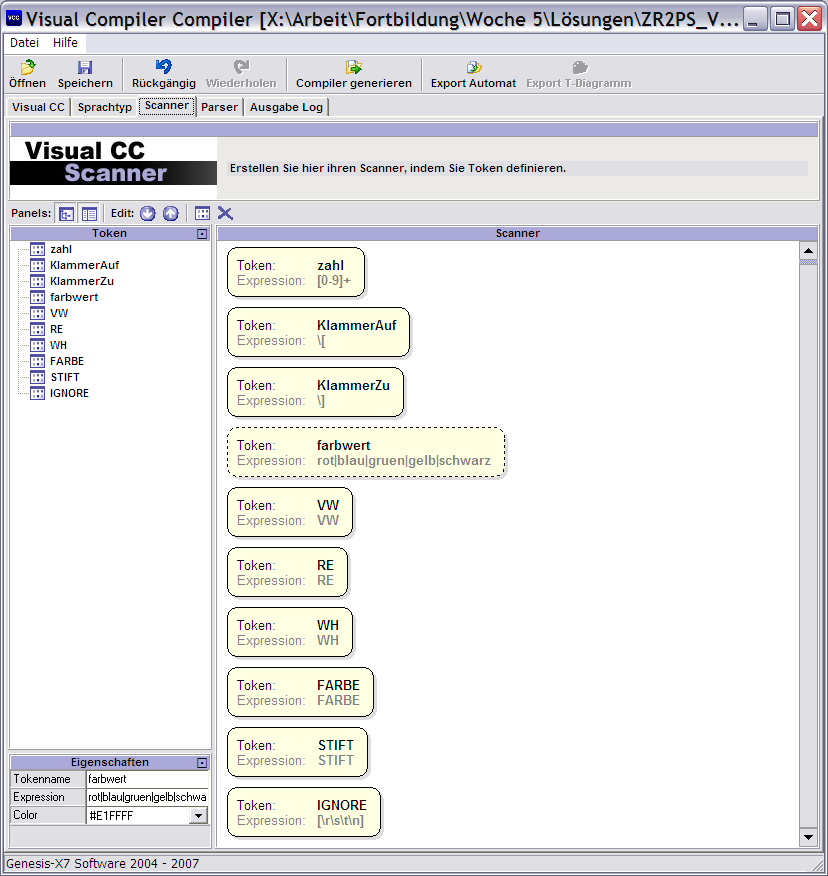 VCC Visual Compiler Compiler [X:\Arbeit\Fortbildung\Woche 5\Lösungen\ZR2PS_V...
Datei Hilfe
Öffnen Speichern Rückgängig Wiederholen Compiler generieren Export Automat Export T-Diagramm
Visual CC Sprachtyp Scanner Parser Ausgabe Log
Visual CC
Scanner
Erstellen Sie hier ihren Scanner, indem Sie Token definieren.
Panels: Edit:
Token
zahl
KlammerAuf
KlammerZu
farbwert
VW
RE
WH
FARBE
STIFT
IGNORE
Eigenschaften
Tokenname farbwert
Expression rot|blau|gruen|gelb|schwa
Color #E1FFFF
Scanner
Token: zahl
Expression: [0-9]+
Token: KlammerAuf
Expression: \[
Token: KlammerZu
Expression: \]
Token: farbwert
Expression: rot|blau|gruen|gelb|schwarz
Token: VW
Expression: VW
Token: RE
Expression: RE
Token: WH
Expression: WH
Token: FARBE
Expression: FARBE
Token: STIFT
Expression: STIFT
Token: IGNORE
Expression: [\r\s\t\n]
Genesis-X7 Software 2004 - 2007